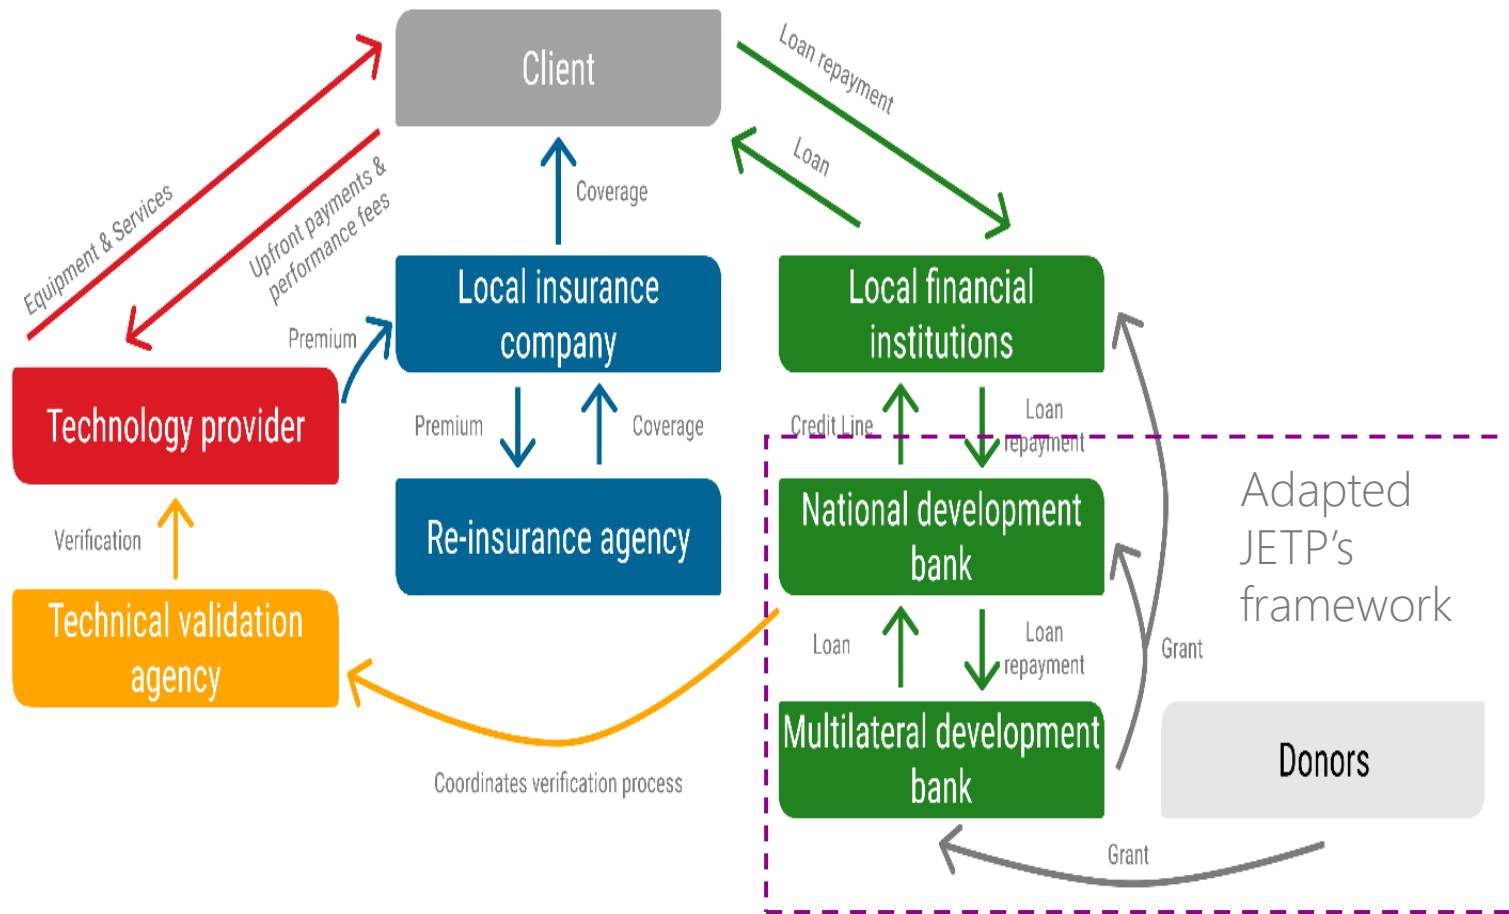 Client
Loan repayment
Loan
Coverage
Equipment & Services
Upfront payments &
performance fees
Premium
Local insurance
company
Local financial
institutions
Technology provider
Premium
Coverage
Credit Line
Loan
repayment
Adapted
JETP's
framework
Re-insurance agency
National development
bank
Verification
Technical validation
agency
Loan
Loan
repayment
Grant
Multilateral development
bank
Donors
Coordinates verification process
Grant